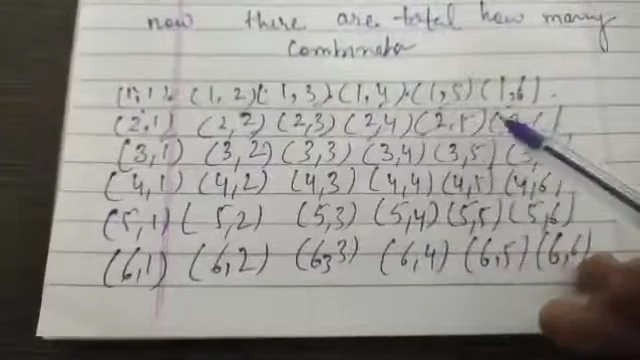 now there are total how many
Combinato
(1,1) (1,2) (1,3) (1,4) (1,5) (1,6)
(2,1) (2,2) (2,3) (2,4) (2,5)
(3,1) (3,2) (3,3) (3,4) (3,5) (3,
(4,1) (4,2) (4,3) (4,4) (4,5) (4,6)
(5,1) (5,2) (5,3) (5,4) (5,5) (5,6)
(6,1) (6,2) (6,3) (6,4) (6,5) (6,6)